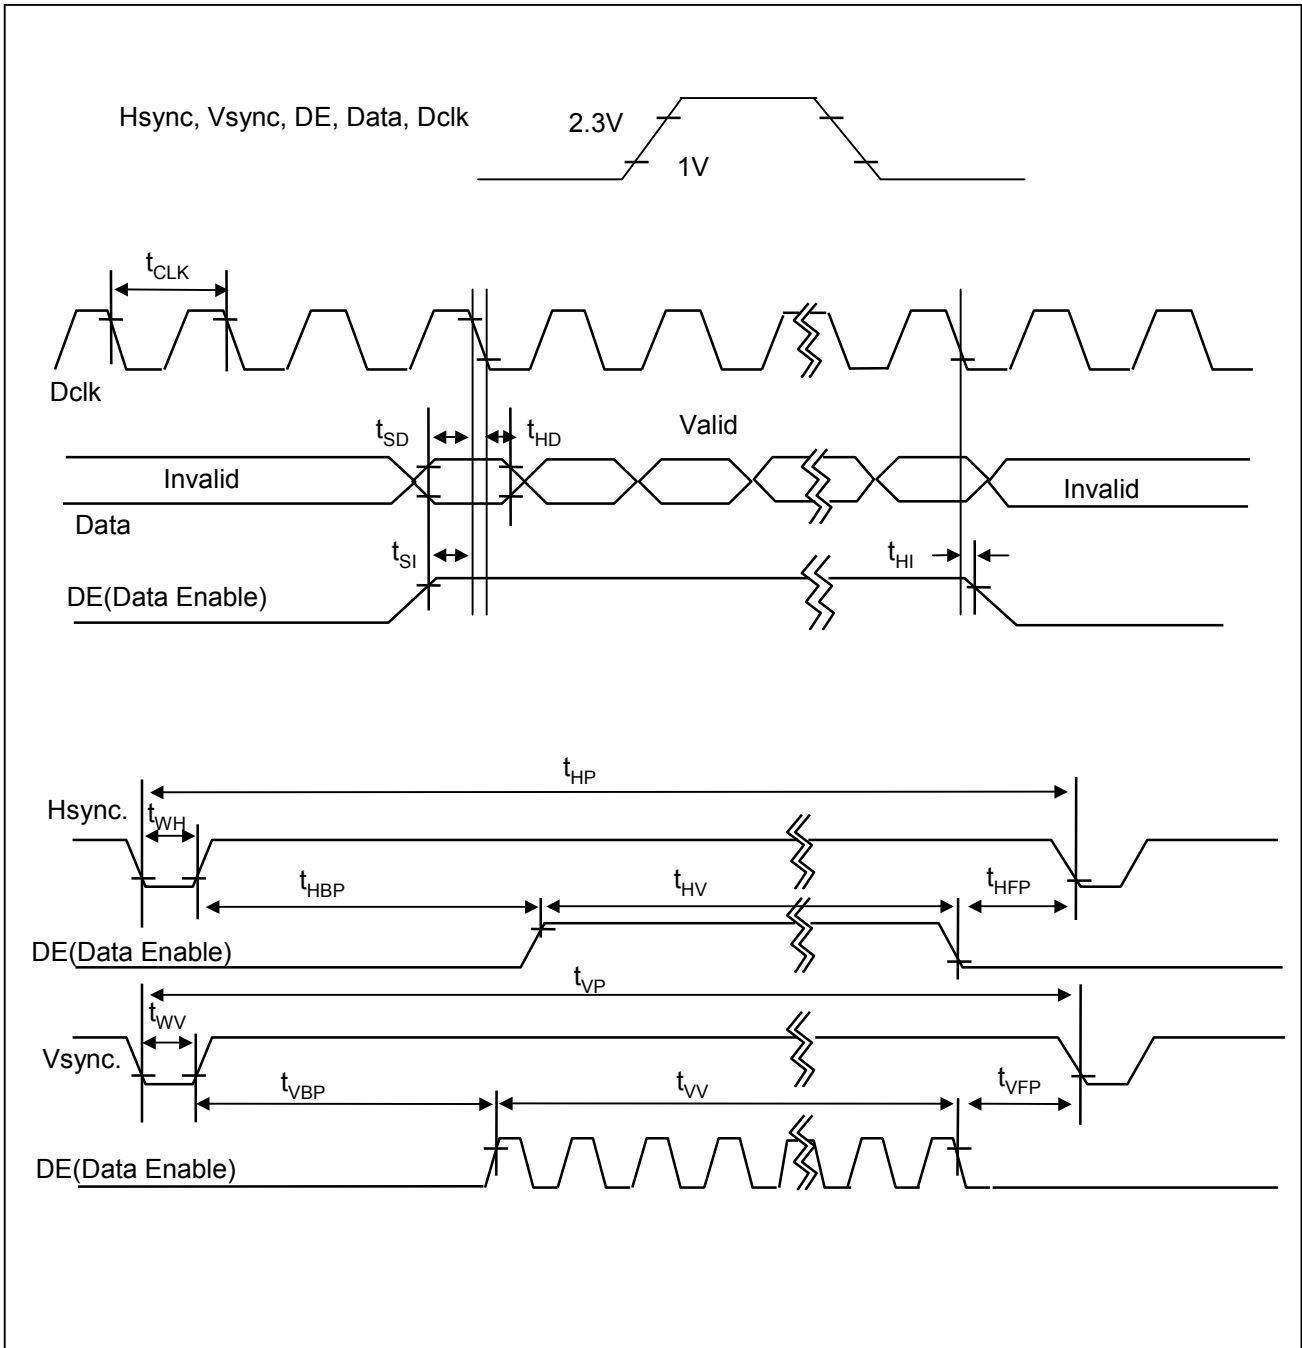 Hsync, Vsync, DE, Data, Dclk
2.3V
1V
tCLK
Dclk
tSD
tHD
Valid
Invalid
Invalid
Data
tSI
tHI
DE(Data Enable)
tHP
Hsync.
tWH
tHBP
tHV
tHFP
DE(Data Enable)
tVP
tWV
Vsync.
tVBP
tVV
tVFP
DE(Data Enable)